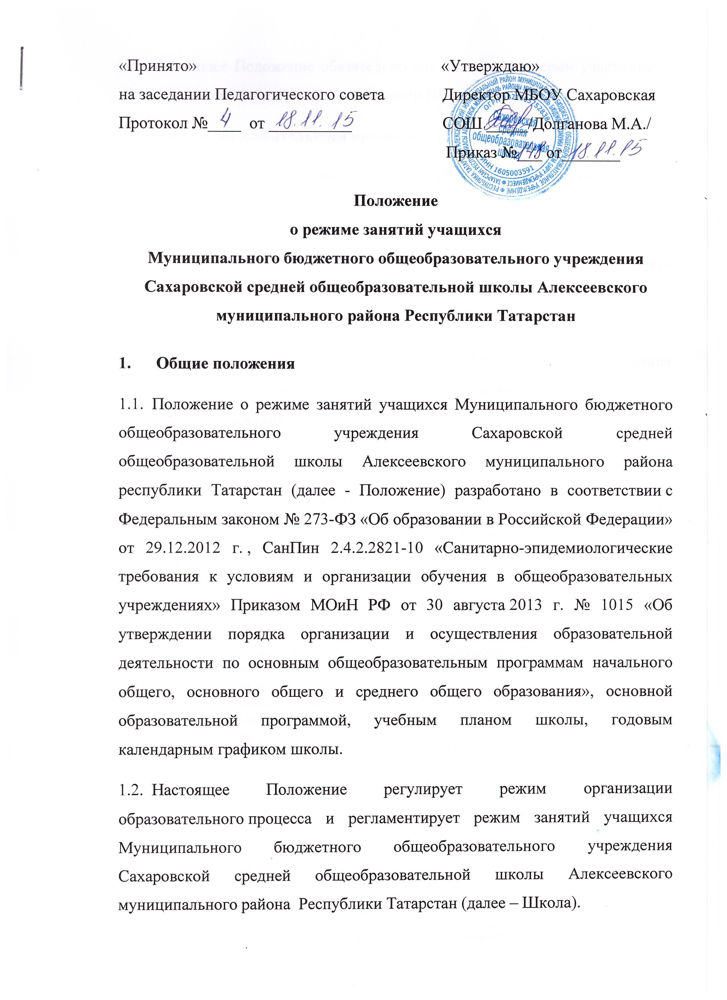 «Принято»
на заседании Педагогического совета
Протокол № 4 от 18.11.15
«Утверждаю»
Директор МБОУ Сахаровская
СОШ /Долганова М.А./
Приказ № 148 от 18.11.15
Сахаровская
средняя
общеобразовательная
школа
ИНН 1605003591
Положение
о режиме занятий учащихся
Муниципального бюджетного общеобразовательного учреждения
Сахаровской средней общеобразовательной школы Алексеевского
муниципального района Республики Татарстан
1. Общие положения
1.1. Положение о режиме занятий учащихся Муниципального бюджетного
общеобразовательного учреждения Сахаровской средней
общеобразовательной школы Алексеевского муниципального района
республики Татарстан (далее - Положение) разработано в соответствии с
Федеральным законом № 273-ФЗ «Об образовании в Российской Федерации»
от 29.12.2012 г. , СанПин 2.4.2.2821-10 «Санитарно-эпидемиологические
требования к условиям и организации обучения в общеобразовательных
учреждениях» Приказом МОиН РФ от 30 августа 2013 г. № 1015 «Об
утверждении порядка организации и осуществления образовательной
деятельности по основным общеобразовательным программам начального
общего, основного общего и среднего общего образования», основной
образовательной программой, учебным планом школы, годовым
календарным графиком школы.
1.2. Настоящее Положение регулирует режим организации
образовательного процесса и регламентирует режим занятий учащихся
Муниципального бюджетного общеобразовательного учреждения
Сахаровской средней общеобразовательной школы Алексеевского
муниципального района Республики Татарстан (далее – Школа).